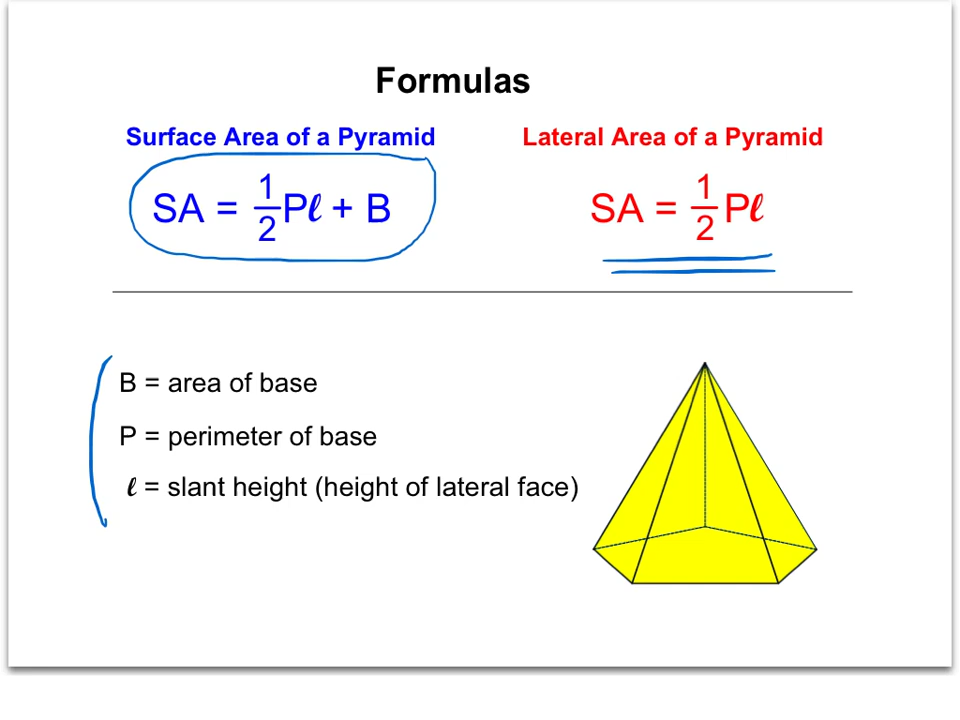 Formulas
Surface Area of a Pyramid
SA = 1/2 Pℓ + B
Lateral Area of a Pyramid
SA = 1/2 Pℓ
B = area of base
P = perimeter of base
ℓ = slant height (height of lateral face)